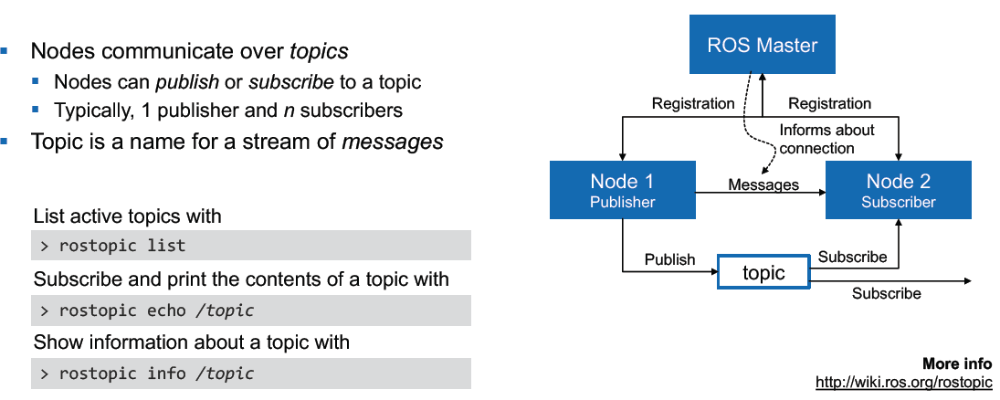 Nodes communicate over topics
Nodes can publish or subscribe to a topic
Typically, 1 publisher and n subscribers
Topic is a name for a stream of messages
List active topics with
> rostopic list
Subscribe and print the contents of a topic with
> rostopic echo /topic
Show information about a topic with
> rostopic info /topic
ROS Master
Registration
Registration
Informs about
connection
Node 1
Publisher
Messages
Node 2
Subscriber
Publish
topic
Subscribe
Subscribe
More info
http://wiki.ros.org/rostopic